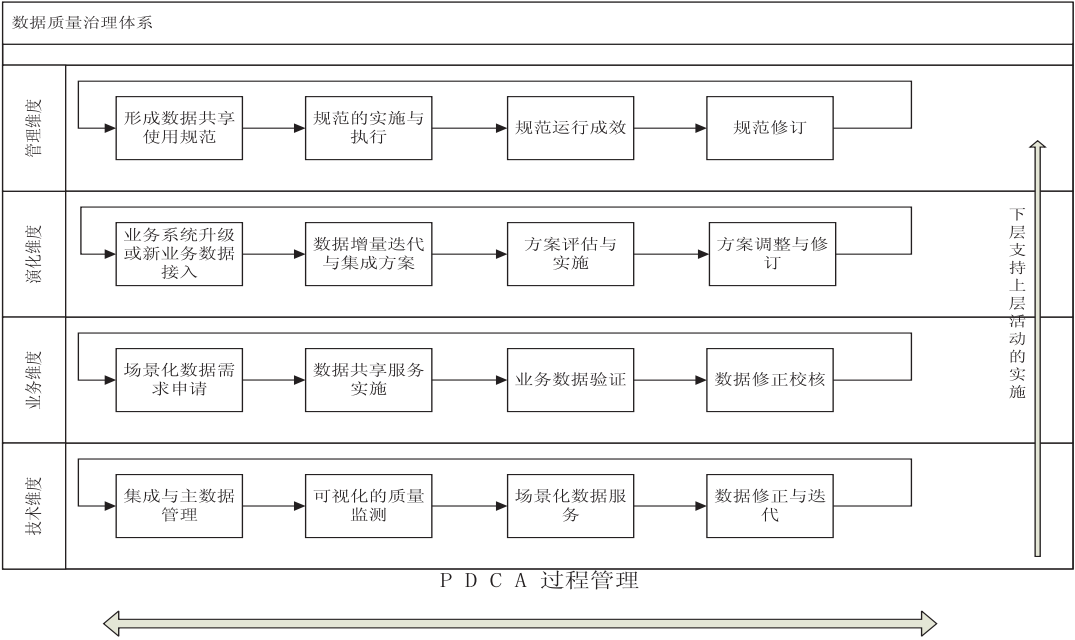 数据质量治理体系
管理维度
形成数据共享
使用规范
规范的实施与
执行
规范运行成效
规范修订
演化维度
业务系统升级
或新业务数据
接入
数据增量迭代
与集成方案
方案评估与
实施
方案调整与修
订
业务维度
场景化数据需
求申请
数据共享服务
实施
业务数据验证
数据修正校核
技术维度
集成与主数据
管理
可视化的质量
监测
场景化数据服
务
数据修正与迭
代
下层支持上层活动的实施
PDCA 过程管理